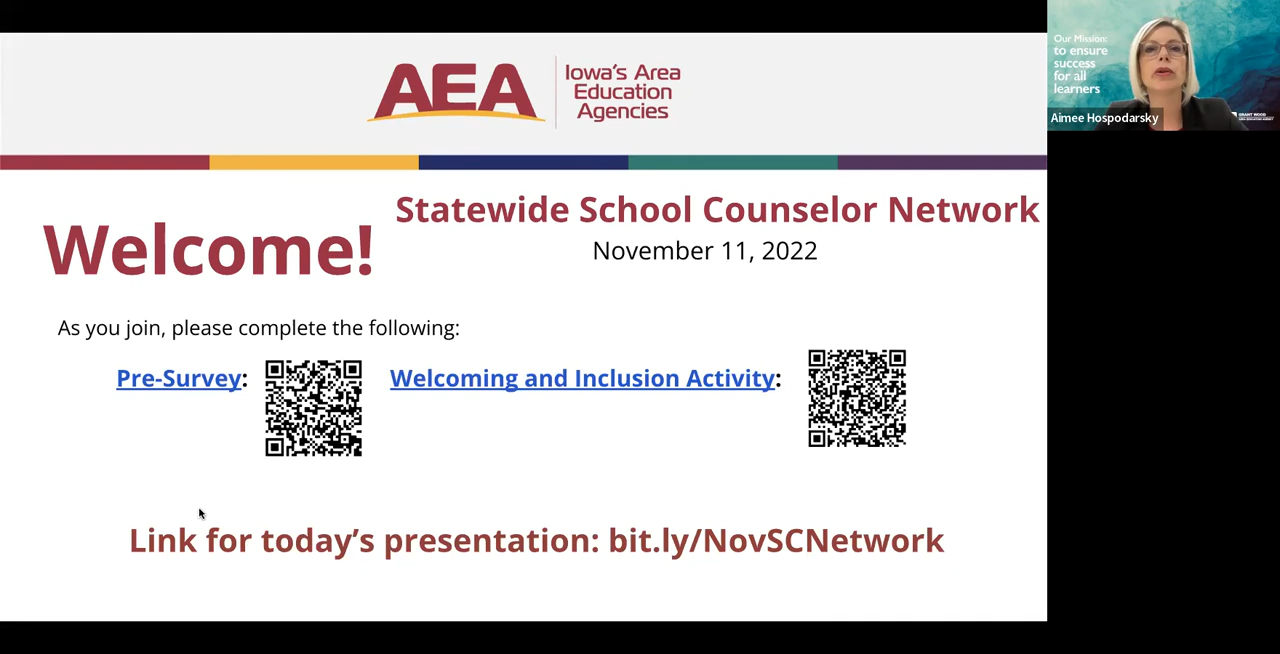 AEA
Iowa's Area
Education
Agencies
Statewide School Counselor Network
November 11, 2022
Welcome!
As you join, please complete the following:
Pre-Survey:
Welcoming and Inclusion Activity:
Link for today's presentation: bit.ly/NovSCNetwork
Our Mission:
to ensure
success
for all
learners
Aimee Hospodarsky
GRANT WOOD